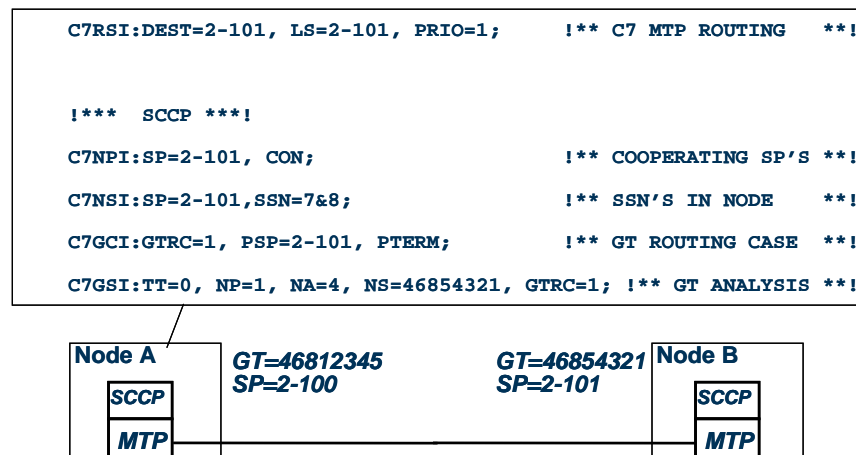 C7RSI:DEST=2-101, LS=2-101, PRIO=1; !** C7 MTP ROUTING **!
!*** SCCP ***!
C7NPI:SP=2-101, CON; !** COOPERATING SP'S **!
C7NSI:SP=2-101,SSN=7&8; !** SSN'S IN NODE **!
C7GCI:GTRC=1, PSP=2-101, PTERM; !** GT ROUTING CASE **!
C7GSI:TT=0, NP=1, NA=4, NS=46854321, GTRC=1; !** GT ANALYSIS **!
Node A
GT=46812345
SP=2-100
GT=46854321
SP=2-101
Node B
SCCP
SCCP
MTP
MTP